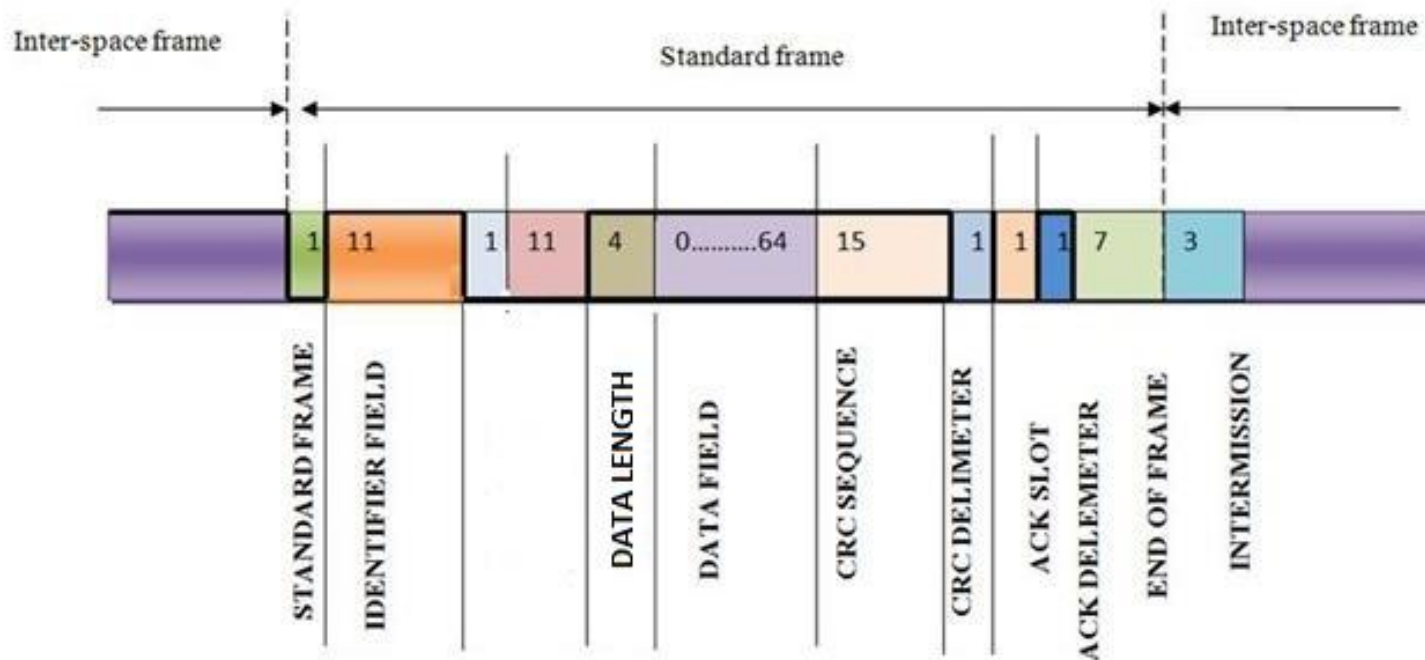 Inter-space frame
Standard frame
Inter-space frame
1 11 1 11 4 0..........64 15 1 1 1 7 3
STANDARD FRAME
IDENTIFIER FIELD
DATA LENGTH
DATA FIELD
CRC SEQUENCE
CRC DELIMETER
ACK SLOT
ACK DELEMETER
END OF FRAME
INTERMISSION